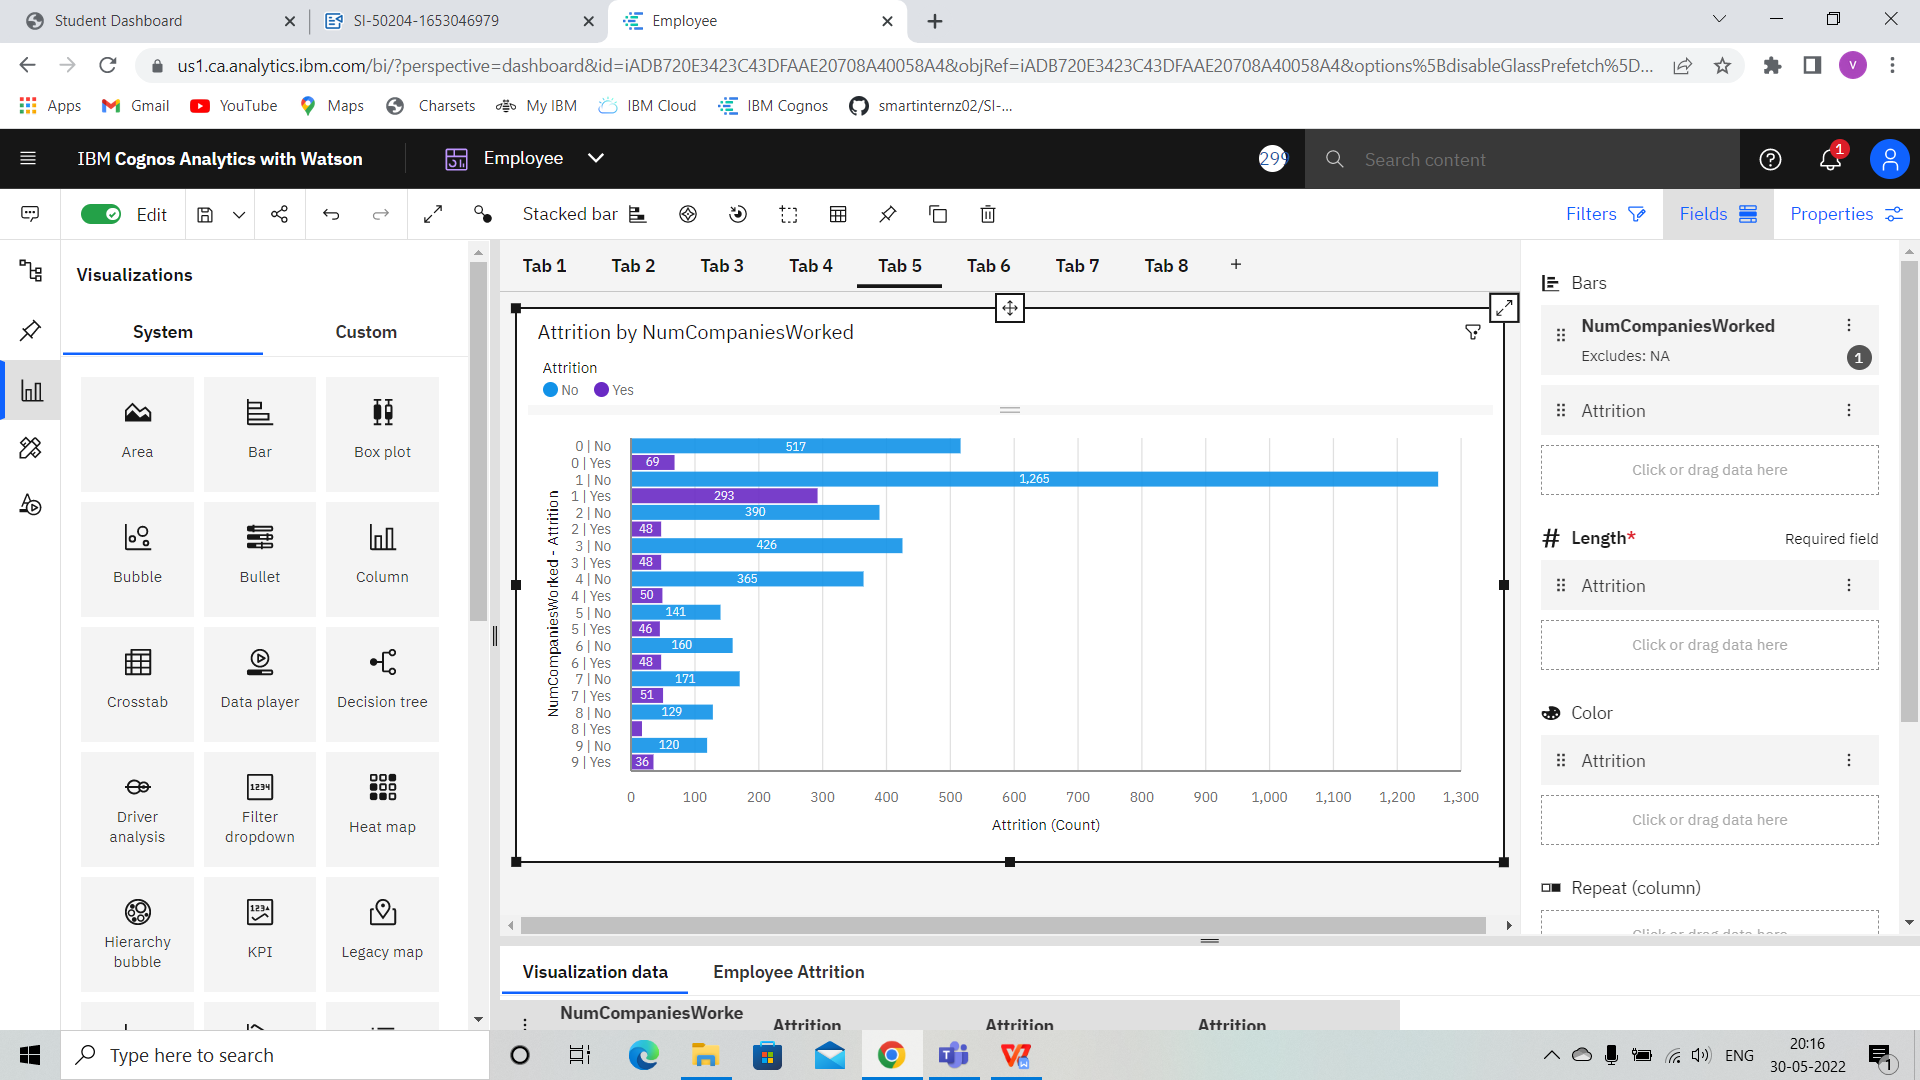 Student Dashboard
SI-50204-1653046979
Employee
us1.ca.analytics.ibm.com/bi/?perspective=dashboard&id=iADB720E3423C43DFAAE20708A40058A4&objRef=iADB720E3423C43DFAAE20708A40058A4&options%5BdisableGlassPrefetch%5D...
V
Apps
Gmail
YouTube
Maps
Charsets
My IBM
IBM Cloud
IBM Cognos
smartinternz02/SI-...
IBM Cognos Analytics with Watson
Employee
299
Search content
1
Edit
Stacked bar
Filters
Fields
Properties
Visualizations
System
Custom
Area
Bar
Box plot
Bubble
Bullet
Column
Crosstab
Data player
Decision tree
Driver analysis
Filter dropdown
Heat map
Hierarchy bubble
KPI
Legacy map
Tab 1
Tab 2
Tab 3
Tab 4
Tab 5
Tab 6
Tab 7
Tab 8
+
Attrition by NumCompaniesWorked
Attrition
No
Yes
NumCompaniesWorked - Attrition
0 | No 517
0 | Yes 69
1 | No 1,265
1 | Yes 293
2 | No 390
2 | Yes 48
3 | No 426
3 | Yes 48
4 | No 365
4 | Yes 50
5 | No 141
5 | Yes 46
6 | No 160
6 | Yes 48
7 | No 171
7 | Yes 51
8 | No 129
8 | Yes
9 | No 120
9 | Yes 36
0 100 200 300 400 500 600 700 800 900 1,000 1,100 1,200 1,300
Attrition (Count)
Bars
NumCompaniesWorked
Excludes: NA
1
Attrition
Click or drag data here
# Length*
Required field
Attrition
Click or drag data here
Color
Attrition
Click or drag data here
Repeat (column)
Click or drag data here
Visualization data
Employee Attrition
NumCompaniesWorke
Attrition
Attrition
Attrition
Type here to search
ENG
20:16
30-05-2022
1